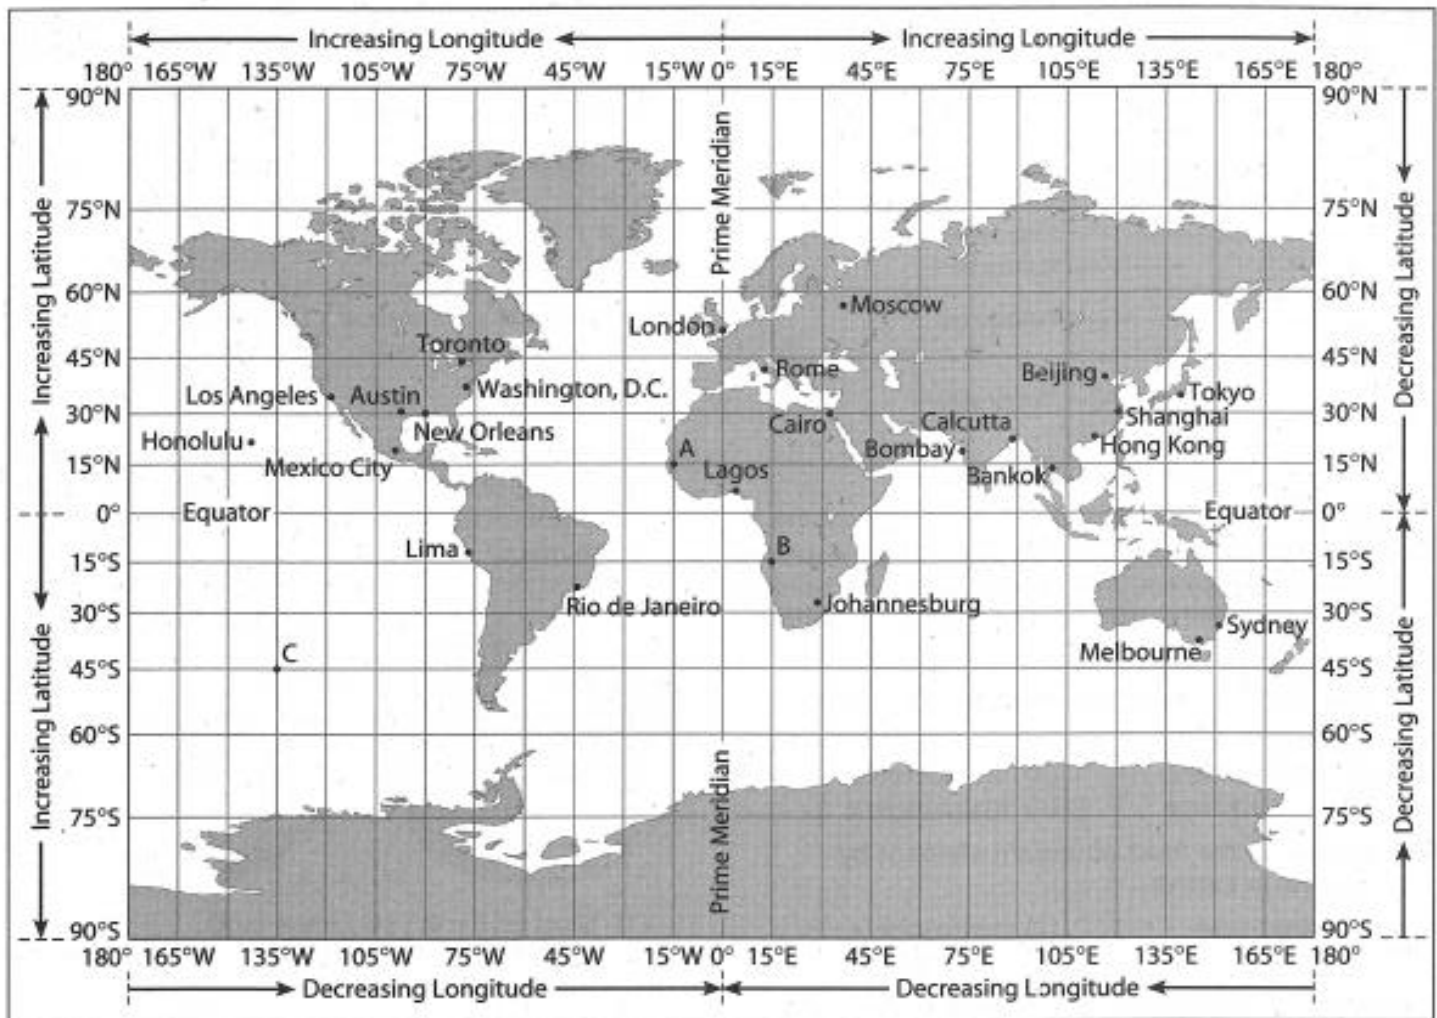 Increasing Longitude Increasing Longitude
180° 165°W 135°W 105°W 75°W 45°W 15°W 0° 15°E 45°E 75°E 105°E 135°E 165°E 180°
90°N 90°N
Prime Meridian
Increasing Latitude
Decreasing Latitude
75°N 75°N
60°N 60°N
Moscow
London
Toronto
45°N 45°N
Rome
Beijing
Los Angeles Austin Washington, D.C.
Tokyo
30°N 30°N
Shanghai
Cairo Calcutta
New Orleans
Honolulu
Bombay Hong Kong
Mexico City
A
Lagos
15°N 15°N
Bankok
Equator Equator
0° 0°
Lima
B
15°S 15°S
Rio de Janeiro
Johannesburg
30°S 30°S
Sydney
Melbourne
C
45°S 45°S
60°S 60°S
Increasing Latitude
Decreasing Latitude
Prime Meridian
75°S 75°S
90°S 90°S
180° 165°W 135°W 105°W 75°W 45°W 15°W 0° 15°E 45°E 75°E 105°E 135°E 165°E 180°
Decreasing Longitude Decreasing Longitude